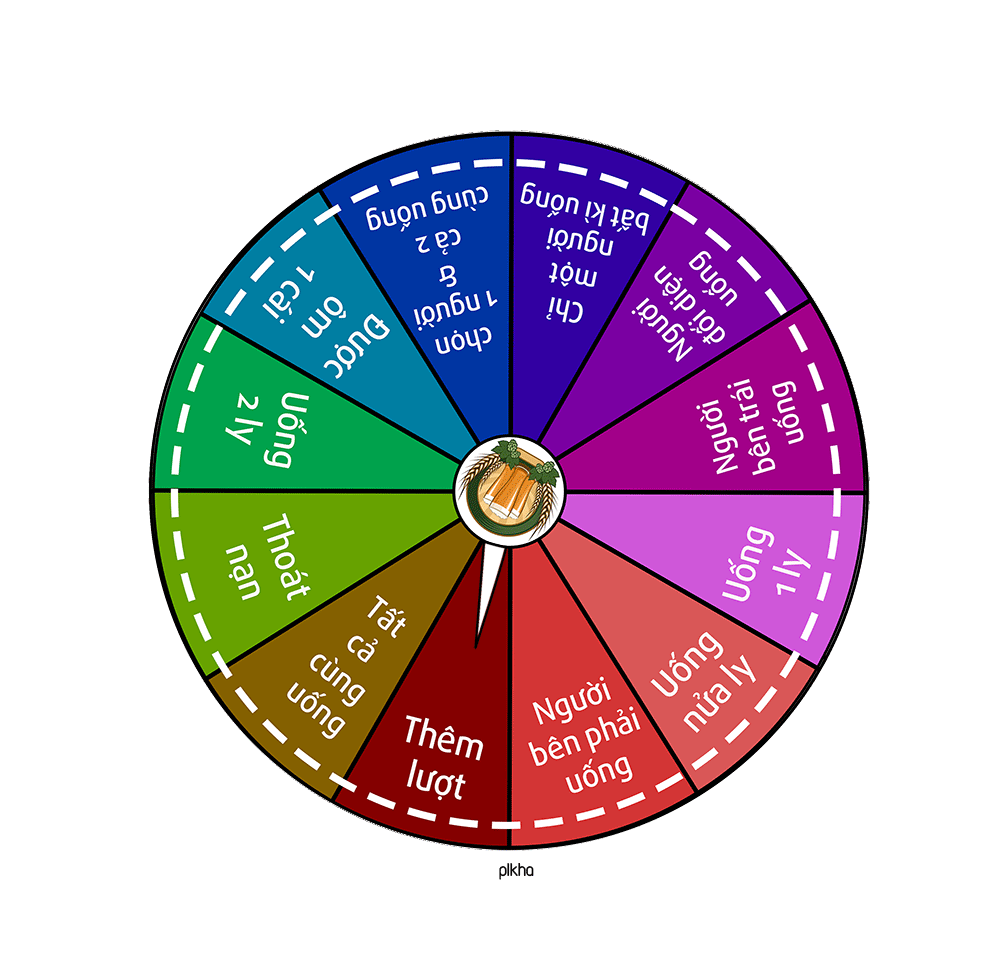 chọn
1 người
&
cả 2
cùng uống
Chỉ
một
người
bất kì uống
Người
đối diện
uống
Người
bên trái
uống
Uống
1 ly
Uống
nửa ly
Người
bên phải
uống
Thêm
lượt
Tất
cả
cùng
uống
Thoát
nạn
Uống
2 ly
Được
ôm
1 cái
plkha